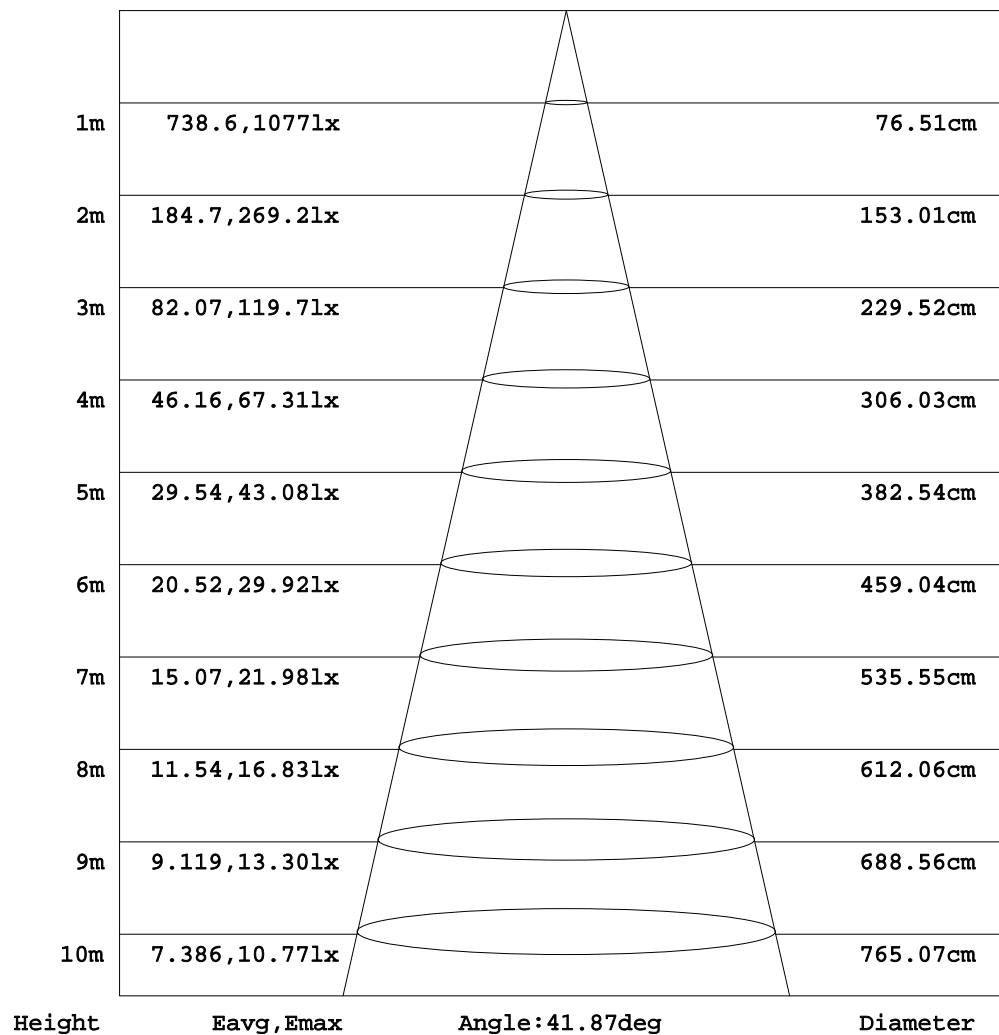 1m 738.6,1077lx 76.51cm
2m 184.7,269.2lx 153.01cm
3m 82.07,119.7lx 229.52cm
4m 46.16,67.31lx 306.03cm
5m 29.54,43.08lx 382.54cm
6m 20.52,29.92lx 459.04cm
7m 15.07,21.98lx 535.55cm
8m 11.54,16.83lx 612.06cm
9m 9.119,13.30lx 688.56cm
10m 7.386,10.77lx 765.07cm
Height Eavg,Emax Angle:41.87deg Diameter